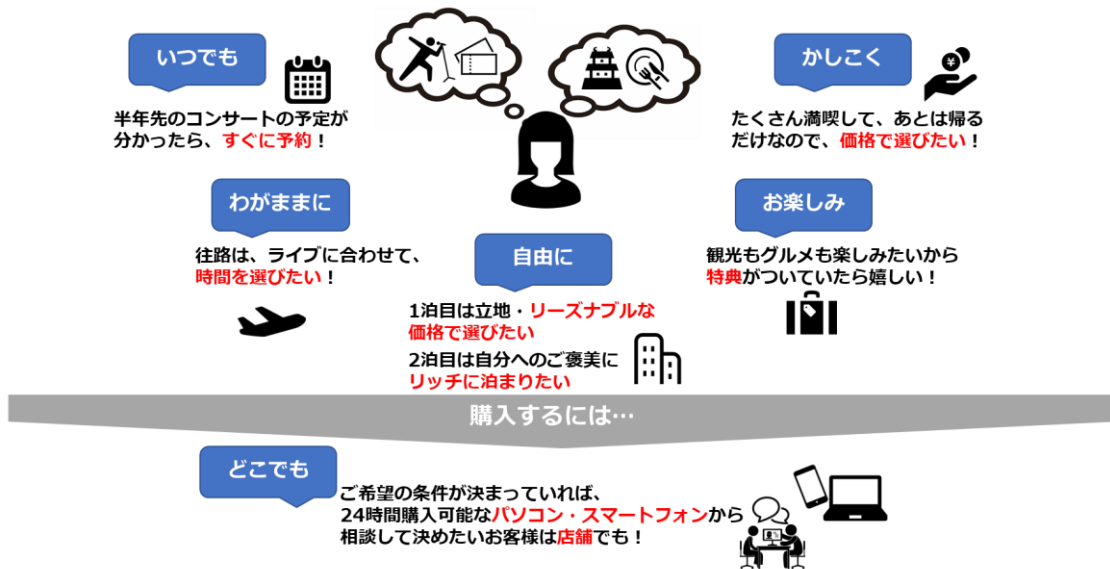 いつでも
半年先のコンサートの予定が
分かったら、すぐに予約！
かしこく
¥
たくさん満喫して、あとは帰る
だけなので、価格で選びたい！
わがままに
往路は、ライブに合わせて、
時間を選びたい！
自由に
1泊目は立地・リーズナブルな
価格で選びたい
2泊目は自分へのご褒美に
リッチに泊まりたい
お楽しみ
観光もグルメも楽しみたいから
特典がついていたら嬉しい！
購入するには…
どこでも
ご希望の条件が決まっていれば、
24時間購入可能なパソコン・スマートフォンから
相談して決めたいお客様は店舗でも！